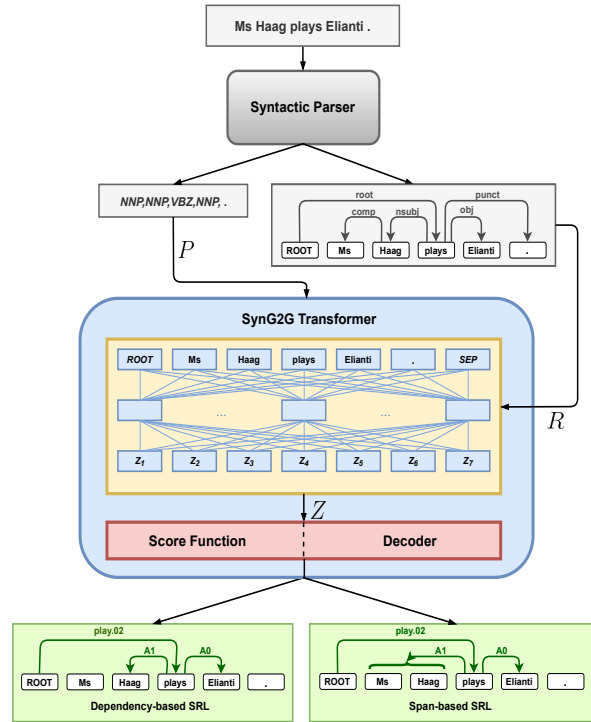 Ms Haag plays Elianti .
Syntactic Parser
NNP,NNP,VBZ,NNP, .
root punct
comp nsubj obj
ROOT Ms Haag plays Elianti .
P
SynG2G Transformer
ROOT Ms Haag plays Elianti . SEP
... ...
R
Z1 Z2 Z3 Z4 Z5 Z6 Z7
Z
Score Function Decoder
play.02 play.02
A1 A0 A1 A0
ROOT Ms Haag plays Elianti . ROOT Ms Haag plays Elianti .
Dependency-based SRL Span-based SRL